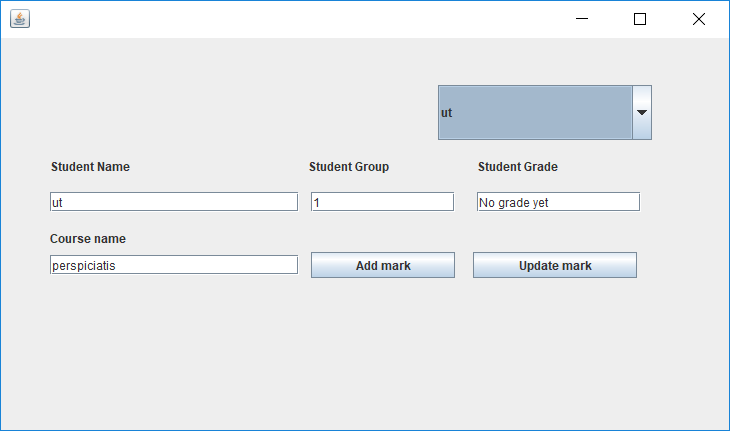 ut
Student Name Student Group Student Grade
ut 1 No grade yet
Course name
perspiciatis Add mark Update mark